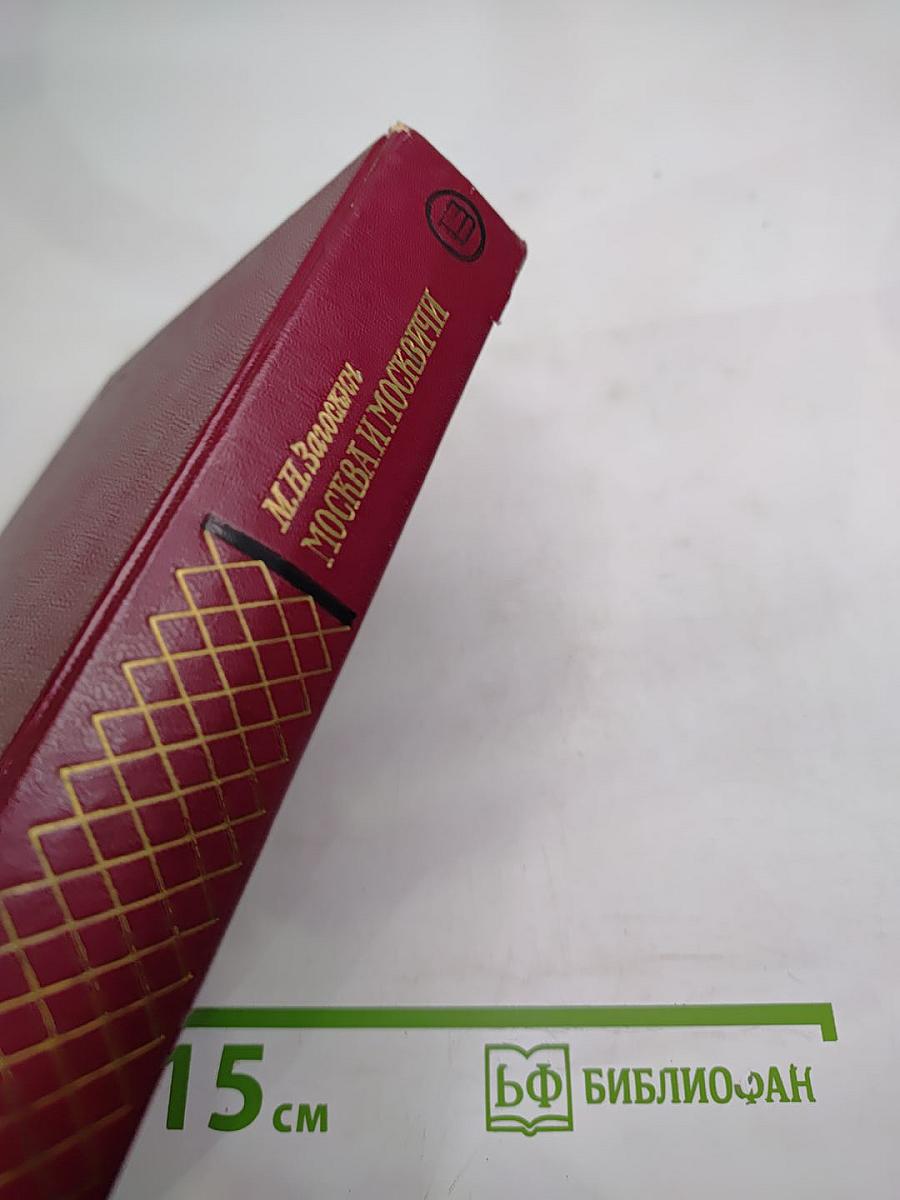 М.Н. Загоскин
МОСКВА И МОСКВИЧИ
15 см
БФ БИБЛИОФАН